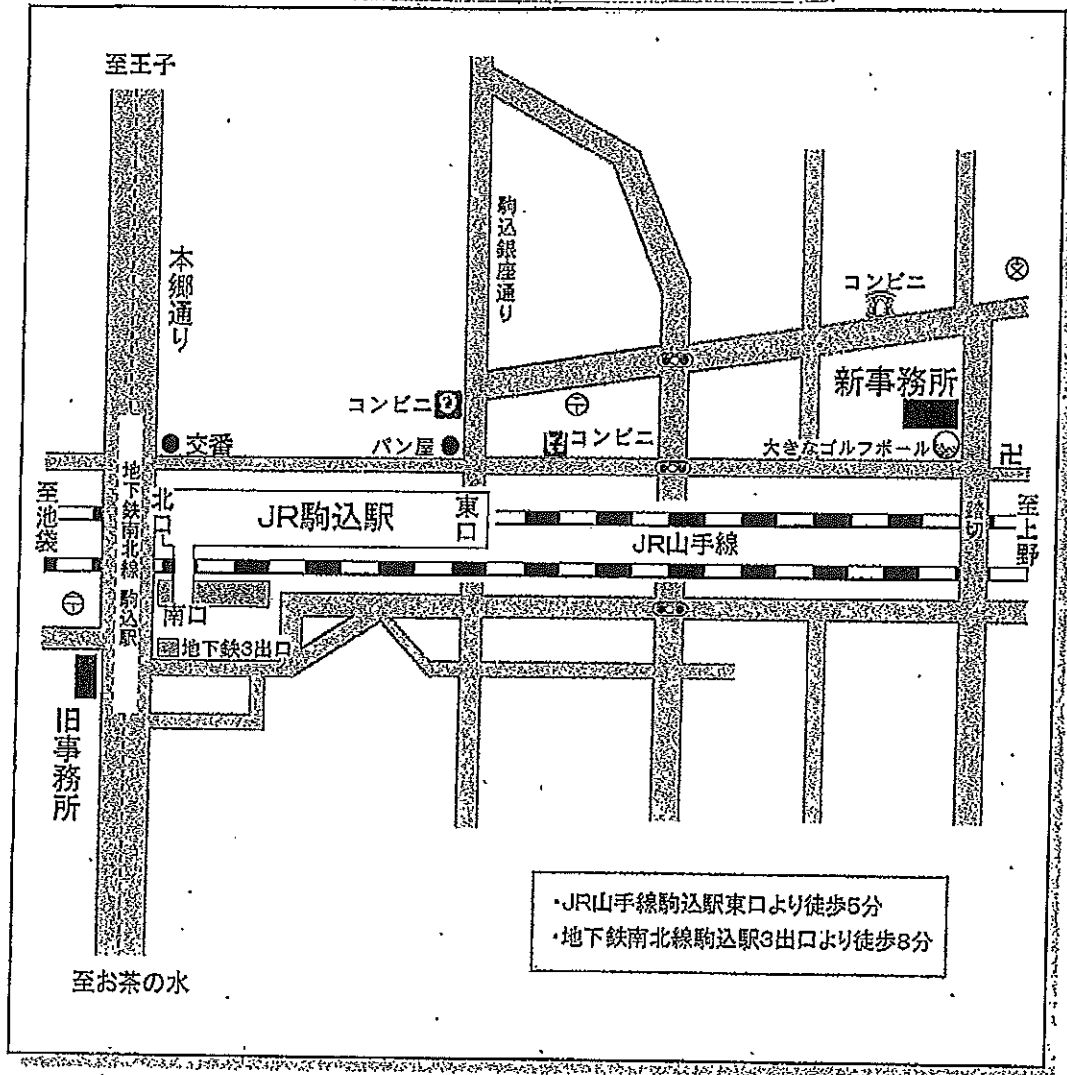 至王子
本郷通り
駒込銀座通り
コンビニ
新事務所
コンビニ
〒
交番
パン屋
コンビニ
大きなゴルフボール
卍
至池袋
地下鉄南北線 駒込駅
北口
JR駒込駅
東口
JR山手線
踏切
至上野
〒
南口
地下鉄3出口
旧事務所
・JR山手線駒込駅東口より徒歩5分
・地下鉄南北線駒込駅3出口より徒歩8分
至お茶の水